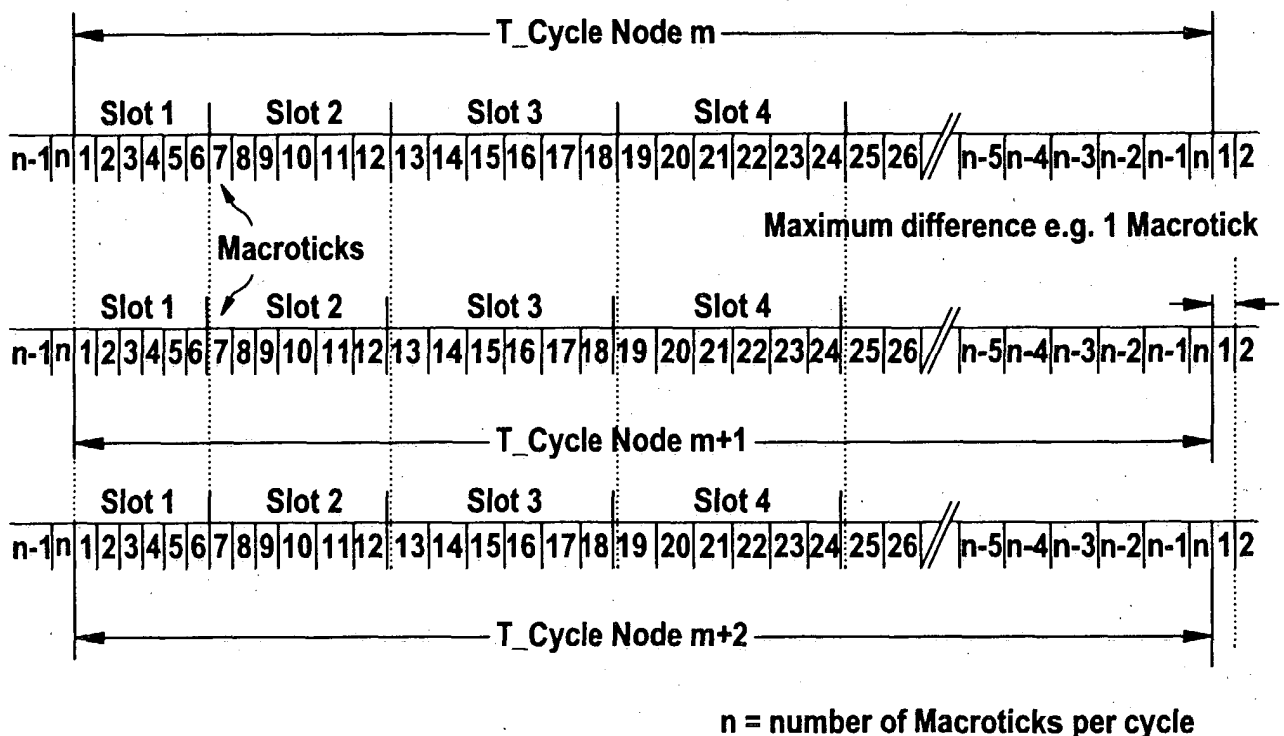 T_Cycle Node m
Slot 1 Slot 2 Slot 3 Slot 4
n-1 n 1 2 3 4 5 6 7 8 9 10 11 12 13 14 15 16 17 18 19 20 21 22 23 24 25 26 n-5 n-4 n-3 n-2 n-1 n 1 2
Maximum difference e.g. 1 Macrotick
Macroticks
Slot 1 Slot 2 Slot 3 Slot 4
n-1 n 1 2 3 4 5 6 7 8 9 10 11 12 13 14 15 16 17 18 19 20 21 22 23 24 25 26 n-5 n-4 n-3 n-2 n-1 n 1 2
T_Cycle Node m+1
Slot 1 Slot 2 Slot 3 Slot 4
n-1 n 1 2 3 4 5 6 7 8 9 10 11 12 13 14 15 16 17 18 19 20 21 22 23 24 25 26 n-5 n-4 n-3 n-2 n-1 n 1 2
T_Cycle Node m+2
n = number of Macroticks per cycle